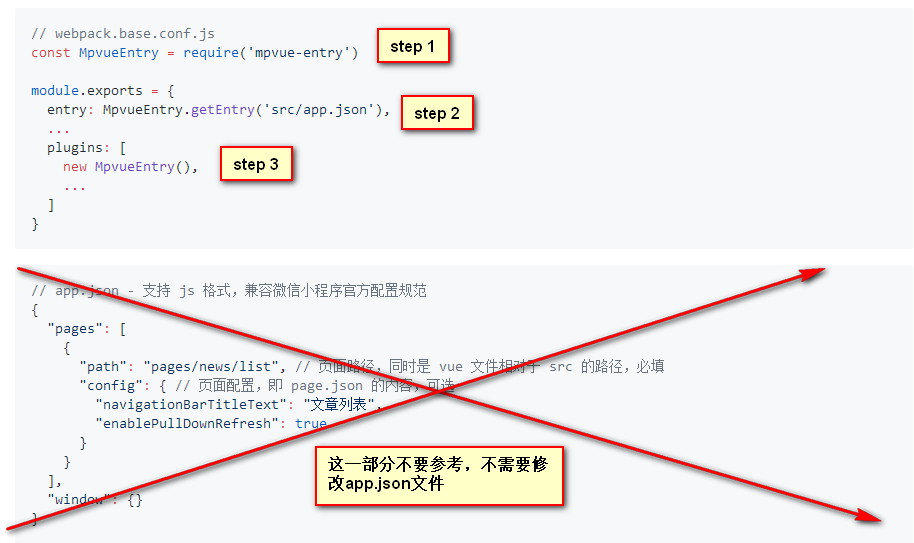 // webpack.base.conf.js
const MpvueEntry = require('mpvue-entry')
step 1
module.exports = {
entry: MpvueEntry.getEntry('src/app.json'),
step 2
...
plugins: [
new MpvueEntry(),
step 3
...
]
}
// app.json - 支持 js 格式，兼容微信小程序官方配置规范
{
"pages": [
{
"path": "pages/news/list", // 页面路径，同时是 vue 文件相对于 src 的路径，必填
"config": { // 页面配置，即 page.json 的内容，可选
"navigationBarTitleText": "文章列表",
"enablePullDownRefresh": true
}
}
],
"window": {}
}
这一部分不要参考，不需要修
改app.json文件